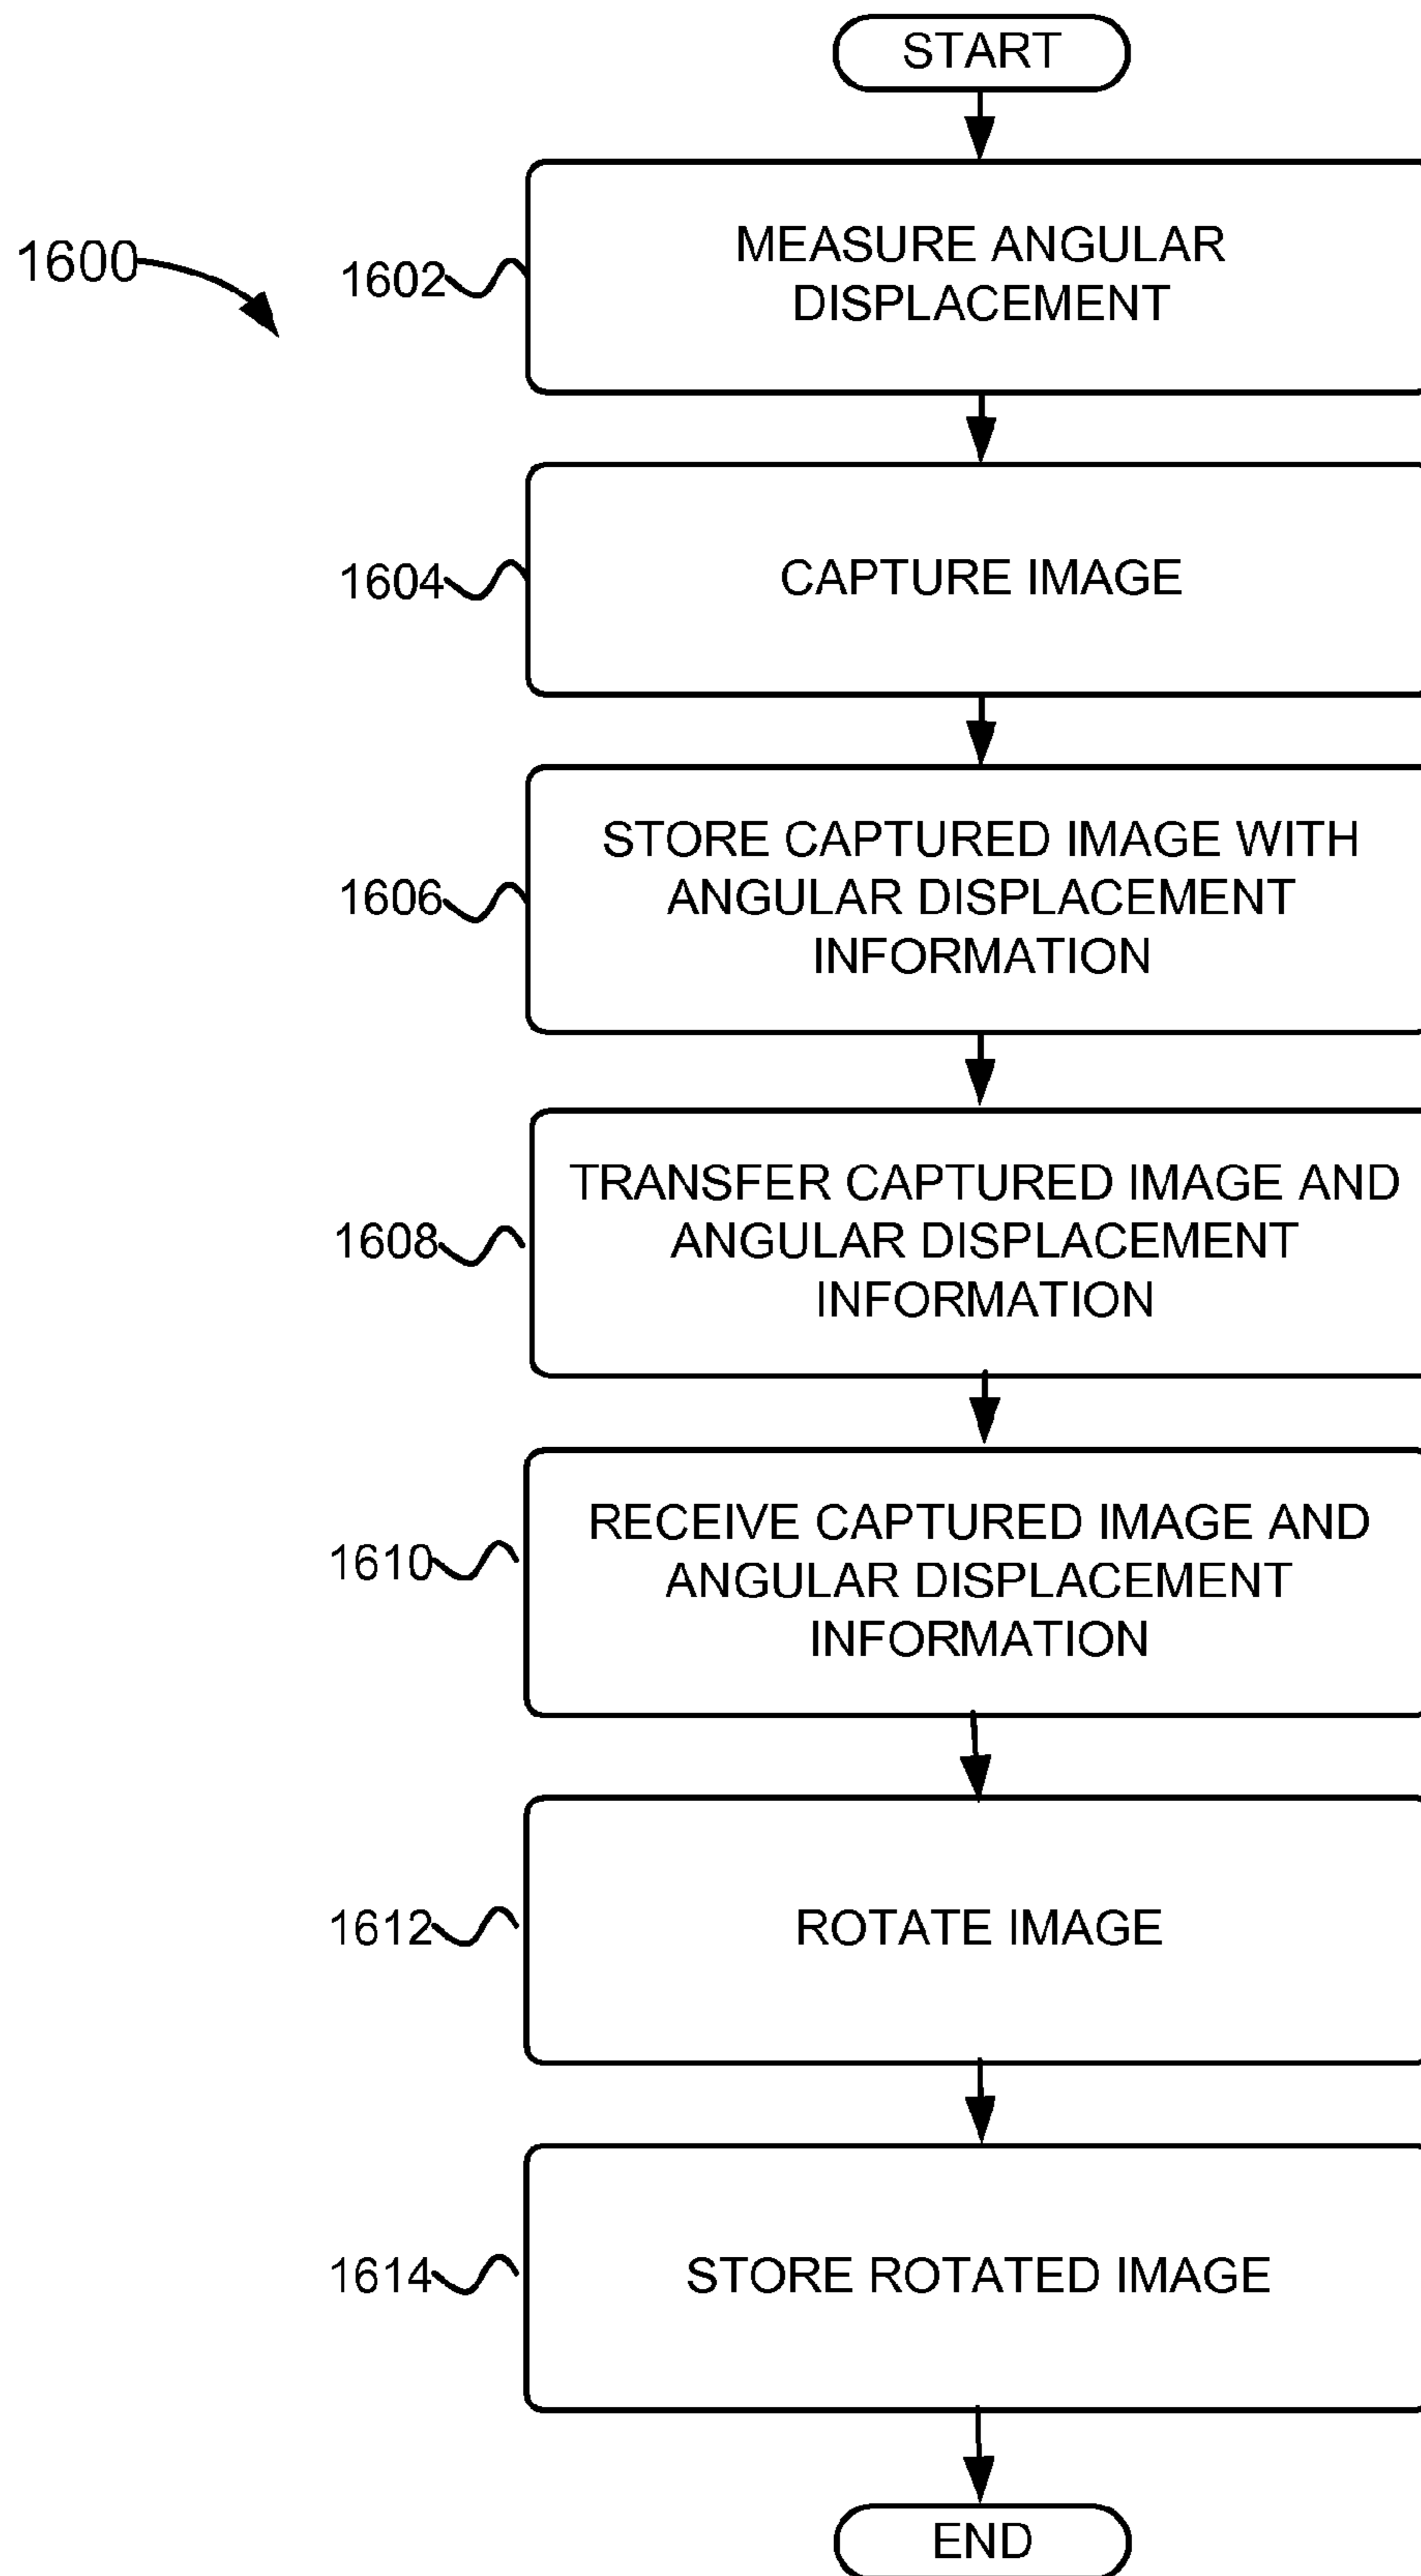 START
1600
1602
MEASURE ANGULAR
DISPLACEMENT
1604
CAPTURE IMAGE
1606
STORE CAPTURED IMAGE WITH
ANGULAR DISPLACEMENT
INFORMATION
1608
TRANSFER CAPTURED IMAGE AND
ANGULAR DISPLACEMENT
INFORMATION
1610
RECEIVE CAPTURED IMAGE AND
ANGULAR DISPLACEMENT
INFORMATION
1612
ROTATE IMAGE
1614
STORE ROTATED IMAGE
END